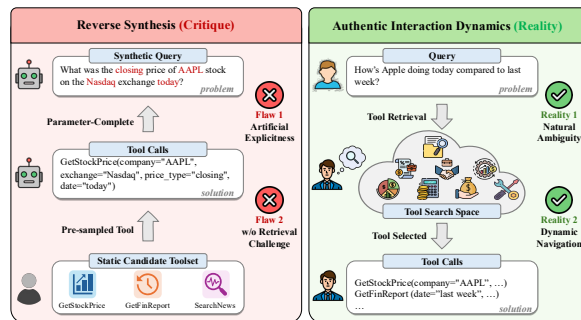 Reverse Synthesis (Critique)
Synthetic Query
What was the closing price of AAPL stock
on the Nasdaq exchange today?
problem
Parameter-Complete
Flaw 1
Artificial
Explicitness
Tool Calls
GetStockPrice(company="AAPL",
exchange="Nasdaq", price_type="closing",
date="today")
solution
Pre-sampled Tool
Flaw 2
w/o Retrieval
Challenge
Static Candidate Toolset
GetStockPrice
GetFinReport
SearchNews
Authentic Interaction Dynamics (Reality)
Query
How's Apple doing today compared to last
week?
problem
Tool Retrieval
Reality 1
Natural
Ambiguity
Tool Search Space
Tool Selected
Reality 2
Dynamic
Navigation
Tool Calls
GetStockPrice(company="AAPL", ...)
GetFinReport (date="last week", ...)
...
solution